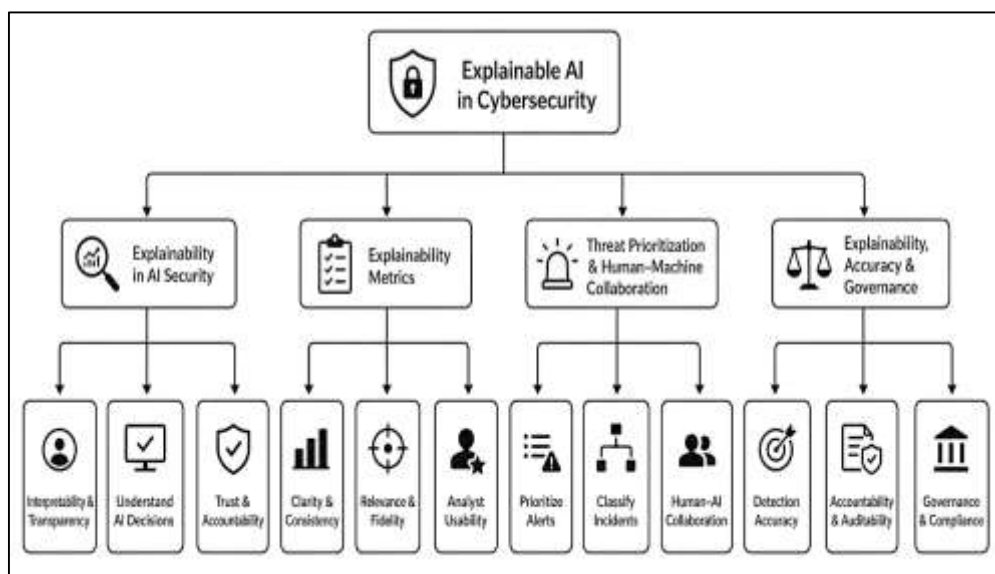 Explainable AI
in Cybersecurity
Explainability
in AI Security
Explainability
Metrics
Threat Prioritization
& Human–Machine
Collaboration
Explainability,
Accuracy &
Governance
Interpretability &
Transparency
Understand
AI Decisions
Trust &
Accountability
Clarity &
Consistency
Relevance &
Fidelity
Analyst
Usability
Prioritize
Alerts
Classify
Incidents
Human–AI
Collaboration
Detection
Accuracy
Accountability
& Auditability
Governance
& Compliance